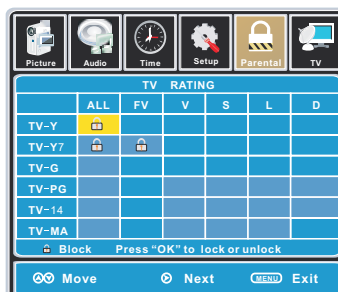 Picture Audio Time Setup Parental TV
TV RATING
ALL FV V S L D
TV-Y
TV-Y7
TV-G
TV-PG
TV-14
TV-MA
Block Press “OK” to lock or unlock
Move Next MENU Exit